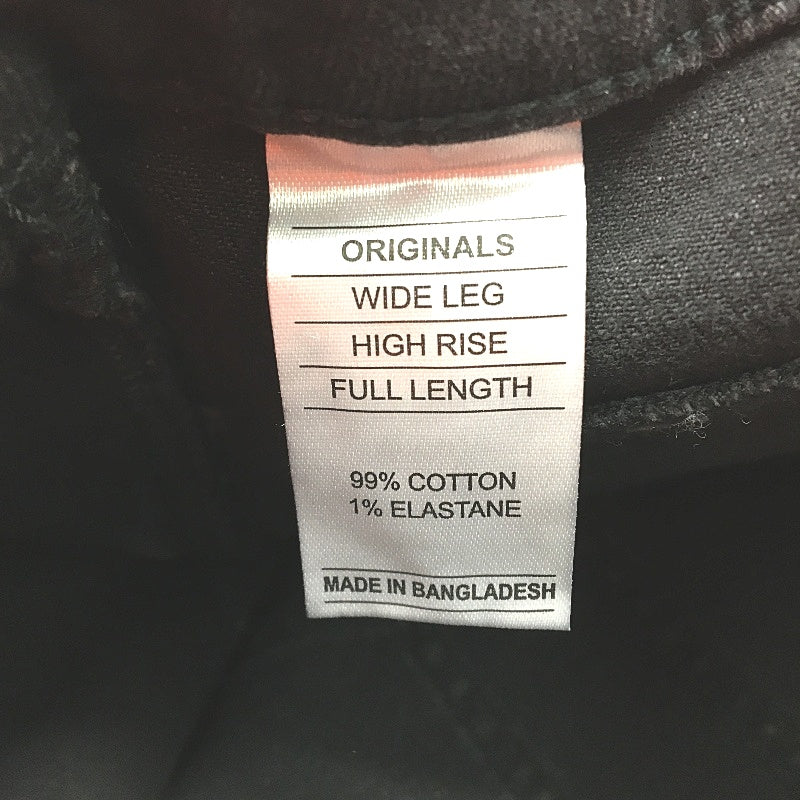 ORIGINALS
WIDE LEG
HIGH RISE
FULL LENGTH
99% COTTON
1% ELASTANE
MADE IN BANGLADESH